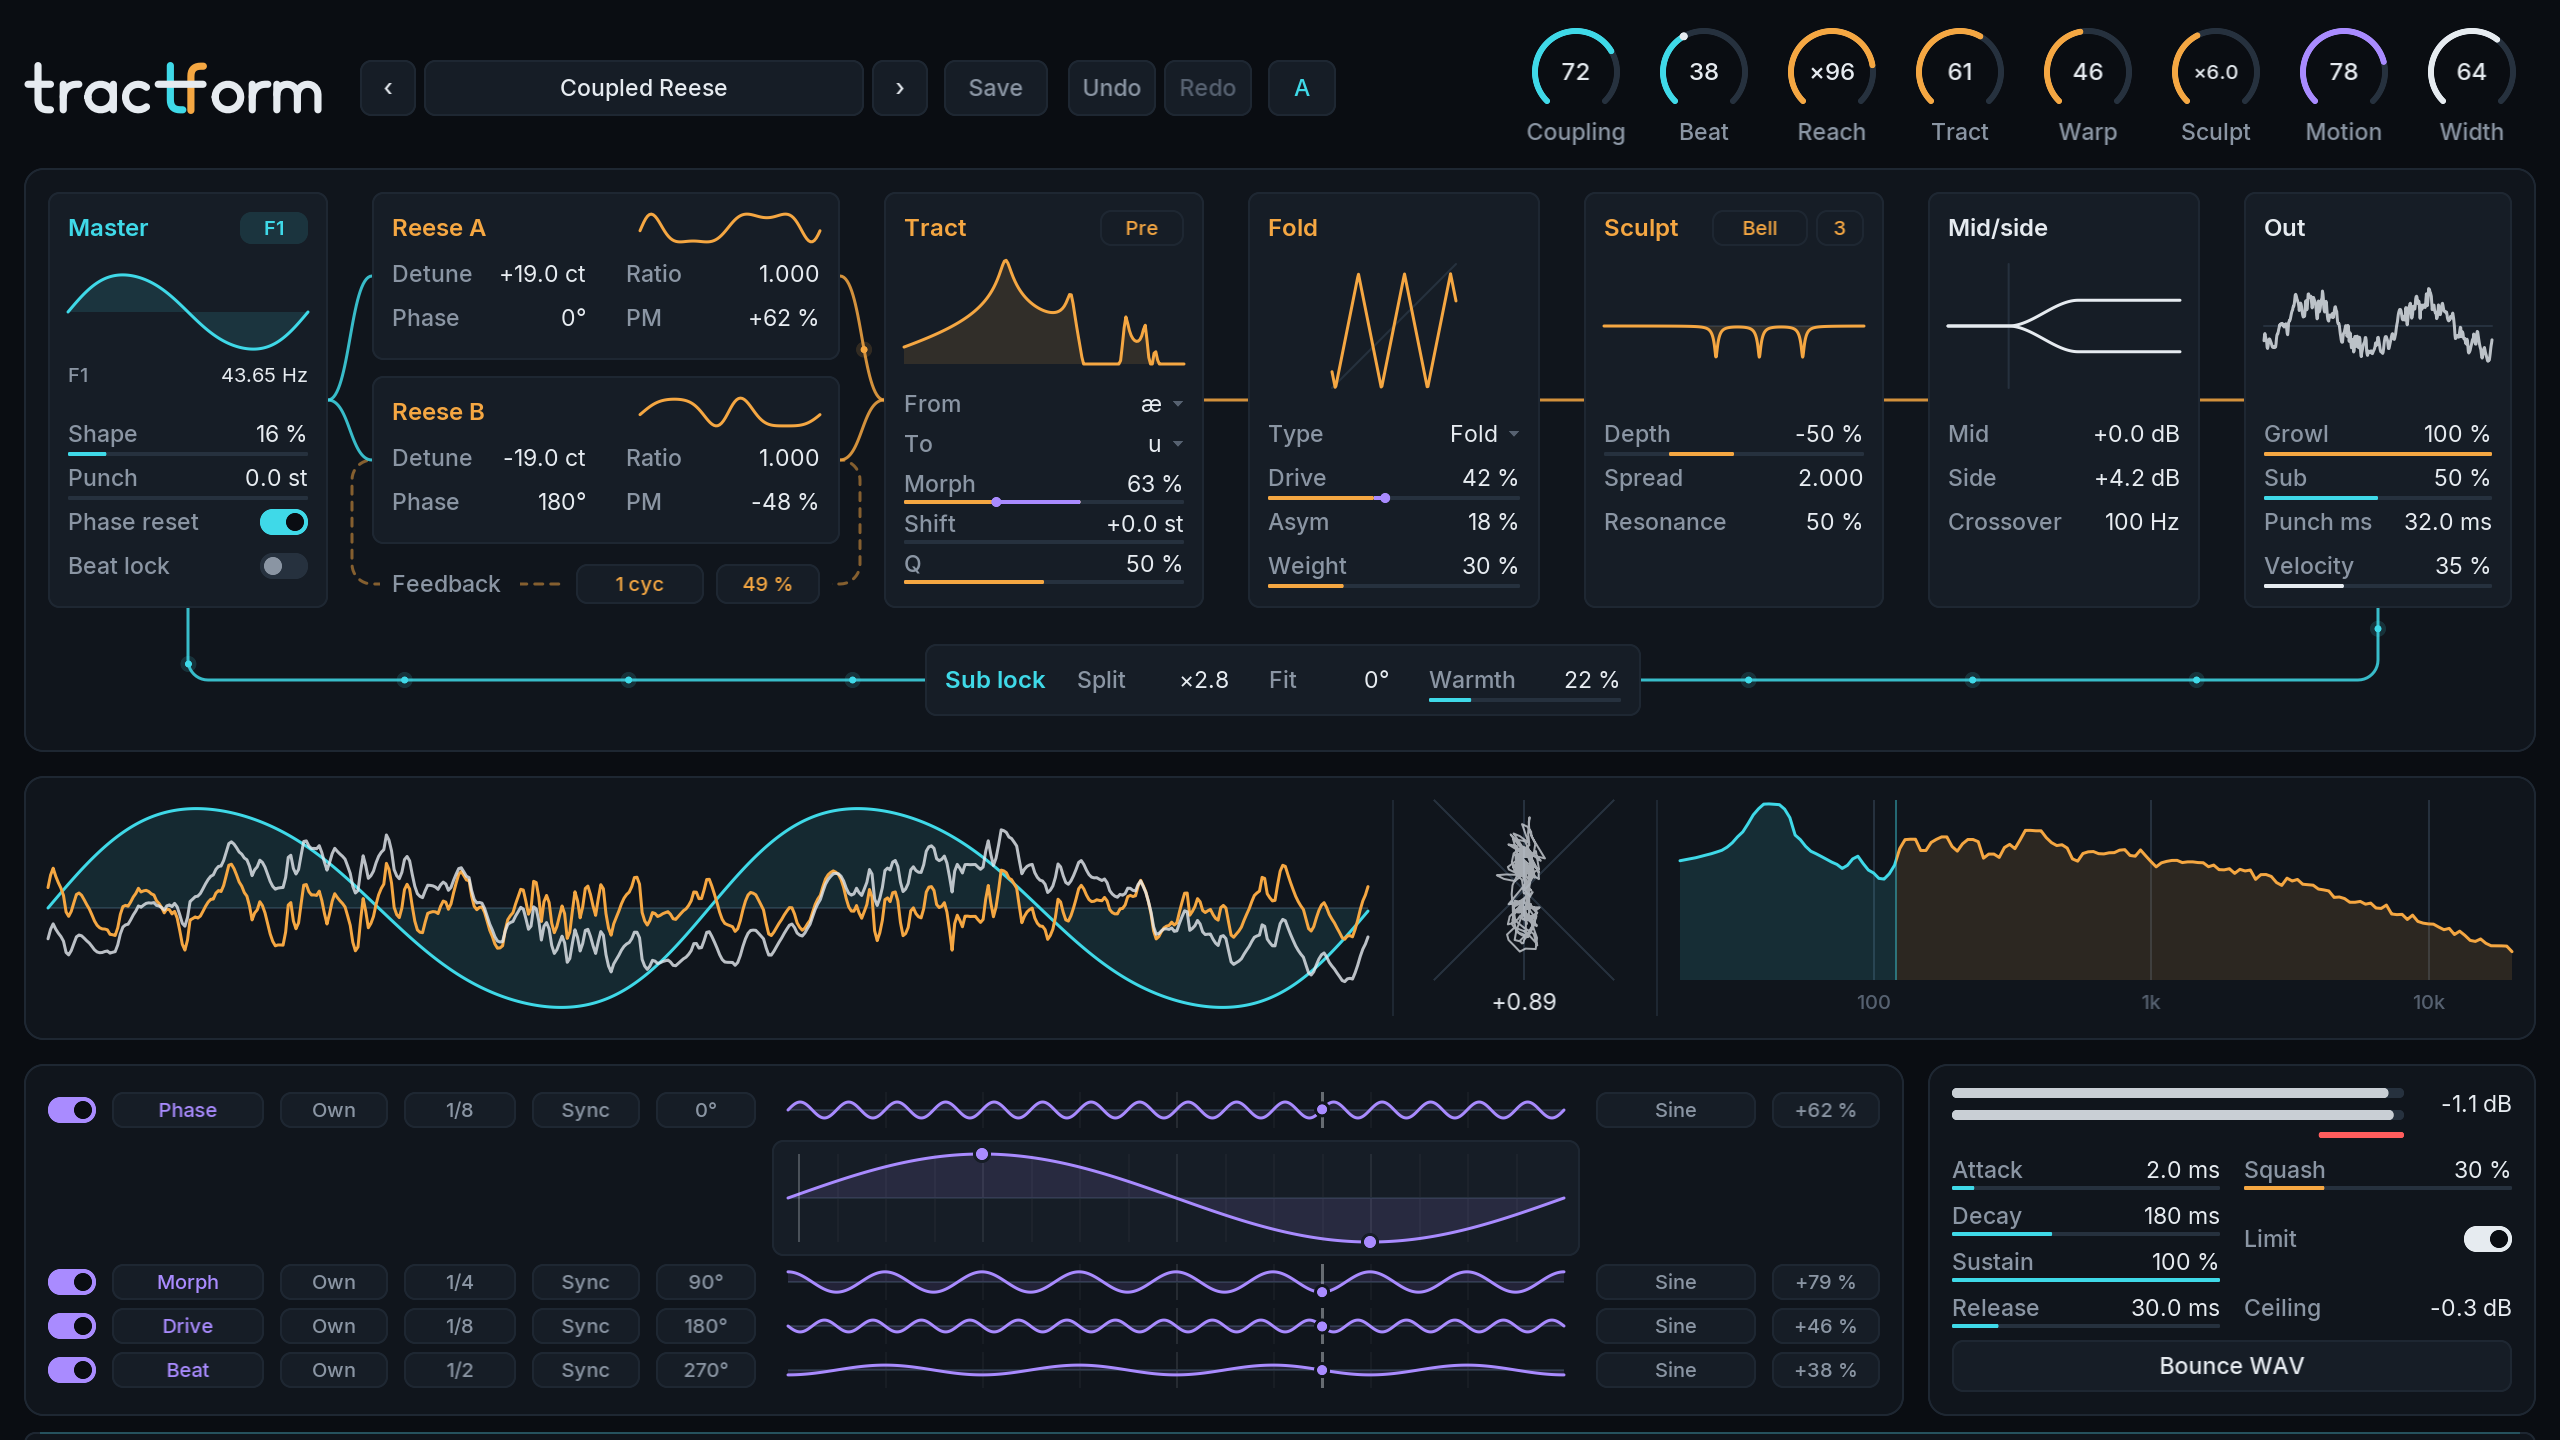 tractform ‹ Coupled Reese › Save Undo Redo A
72 38 ×96 61 46 ×6.0 78 64
Coupling Beat Reach Tract Warp Sculpt Motion Width
Master F1
F1 43.65 Hz
Shape 16 %
Punch 0.0 st
Phase reset
Beat lock
Reese A
Detune +19.0 ct Ratio 1.000
Phase 0° PM +62 %
Reese B
Detune -19.0 ct Ratio 1.000
Phase 180° PM -48 %
Feedback 1 cyc 49 %
Tract Pre
From æ
To u
Morph 63 %
Shift +0.0 st
Q 50 %
Fold
Type Fold
Drive 42 %
Asym 18 %
Weight 30 %
Sculpt Bell 3
Depth -50 %
Spread 2.000
Resonance 50 %
Mid/side
Mid +0.0 dB
Side +4.2 dB
Crossover 100 Hz
Out
Growl 100 %
Sub 50 %
Punch ms 32.0 ms
Velocity 35 %
Sub lock Split ×2.8 Fit 0° Warmth 22 %
+0.89
100 1k 10k
Phase Own 1/8 Sync 0° Sine +62 %
Morph Own 1/4 Sync 90° Sine +79 %
Drive Own 1/8 Sync 180° Sine +46 %
Beat Own 1/2 Sync 270° Sine +38 %
-1.1 dB
Attack 2.0 ms Squash 30 %
Decay 180 ms
Limit
Sustain 100 %
Release 30.0 ms Ceiling -0.3 dB
Bounce WAV